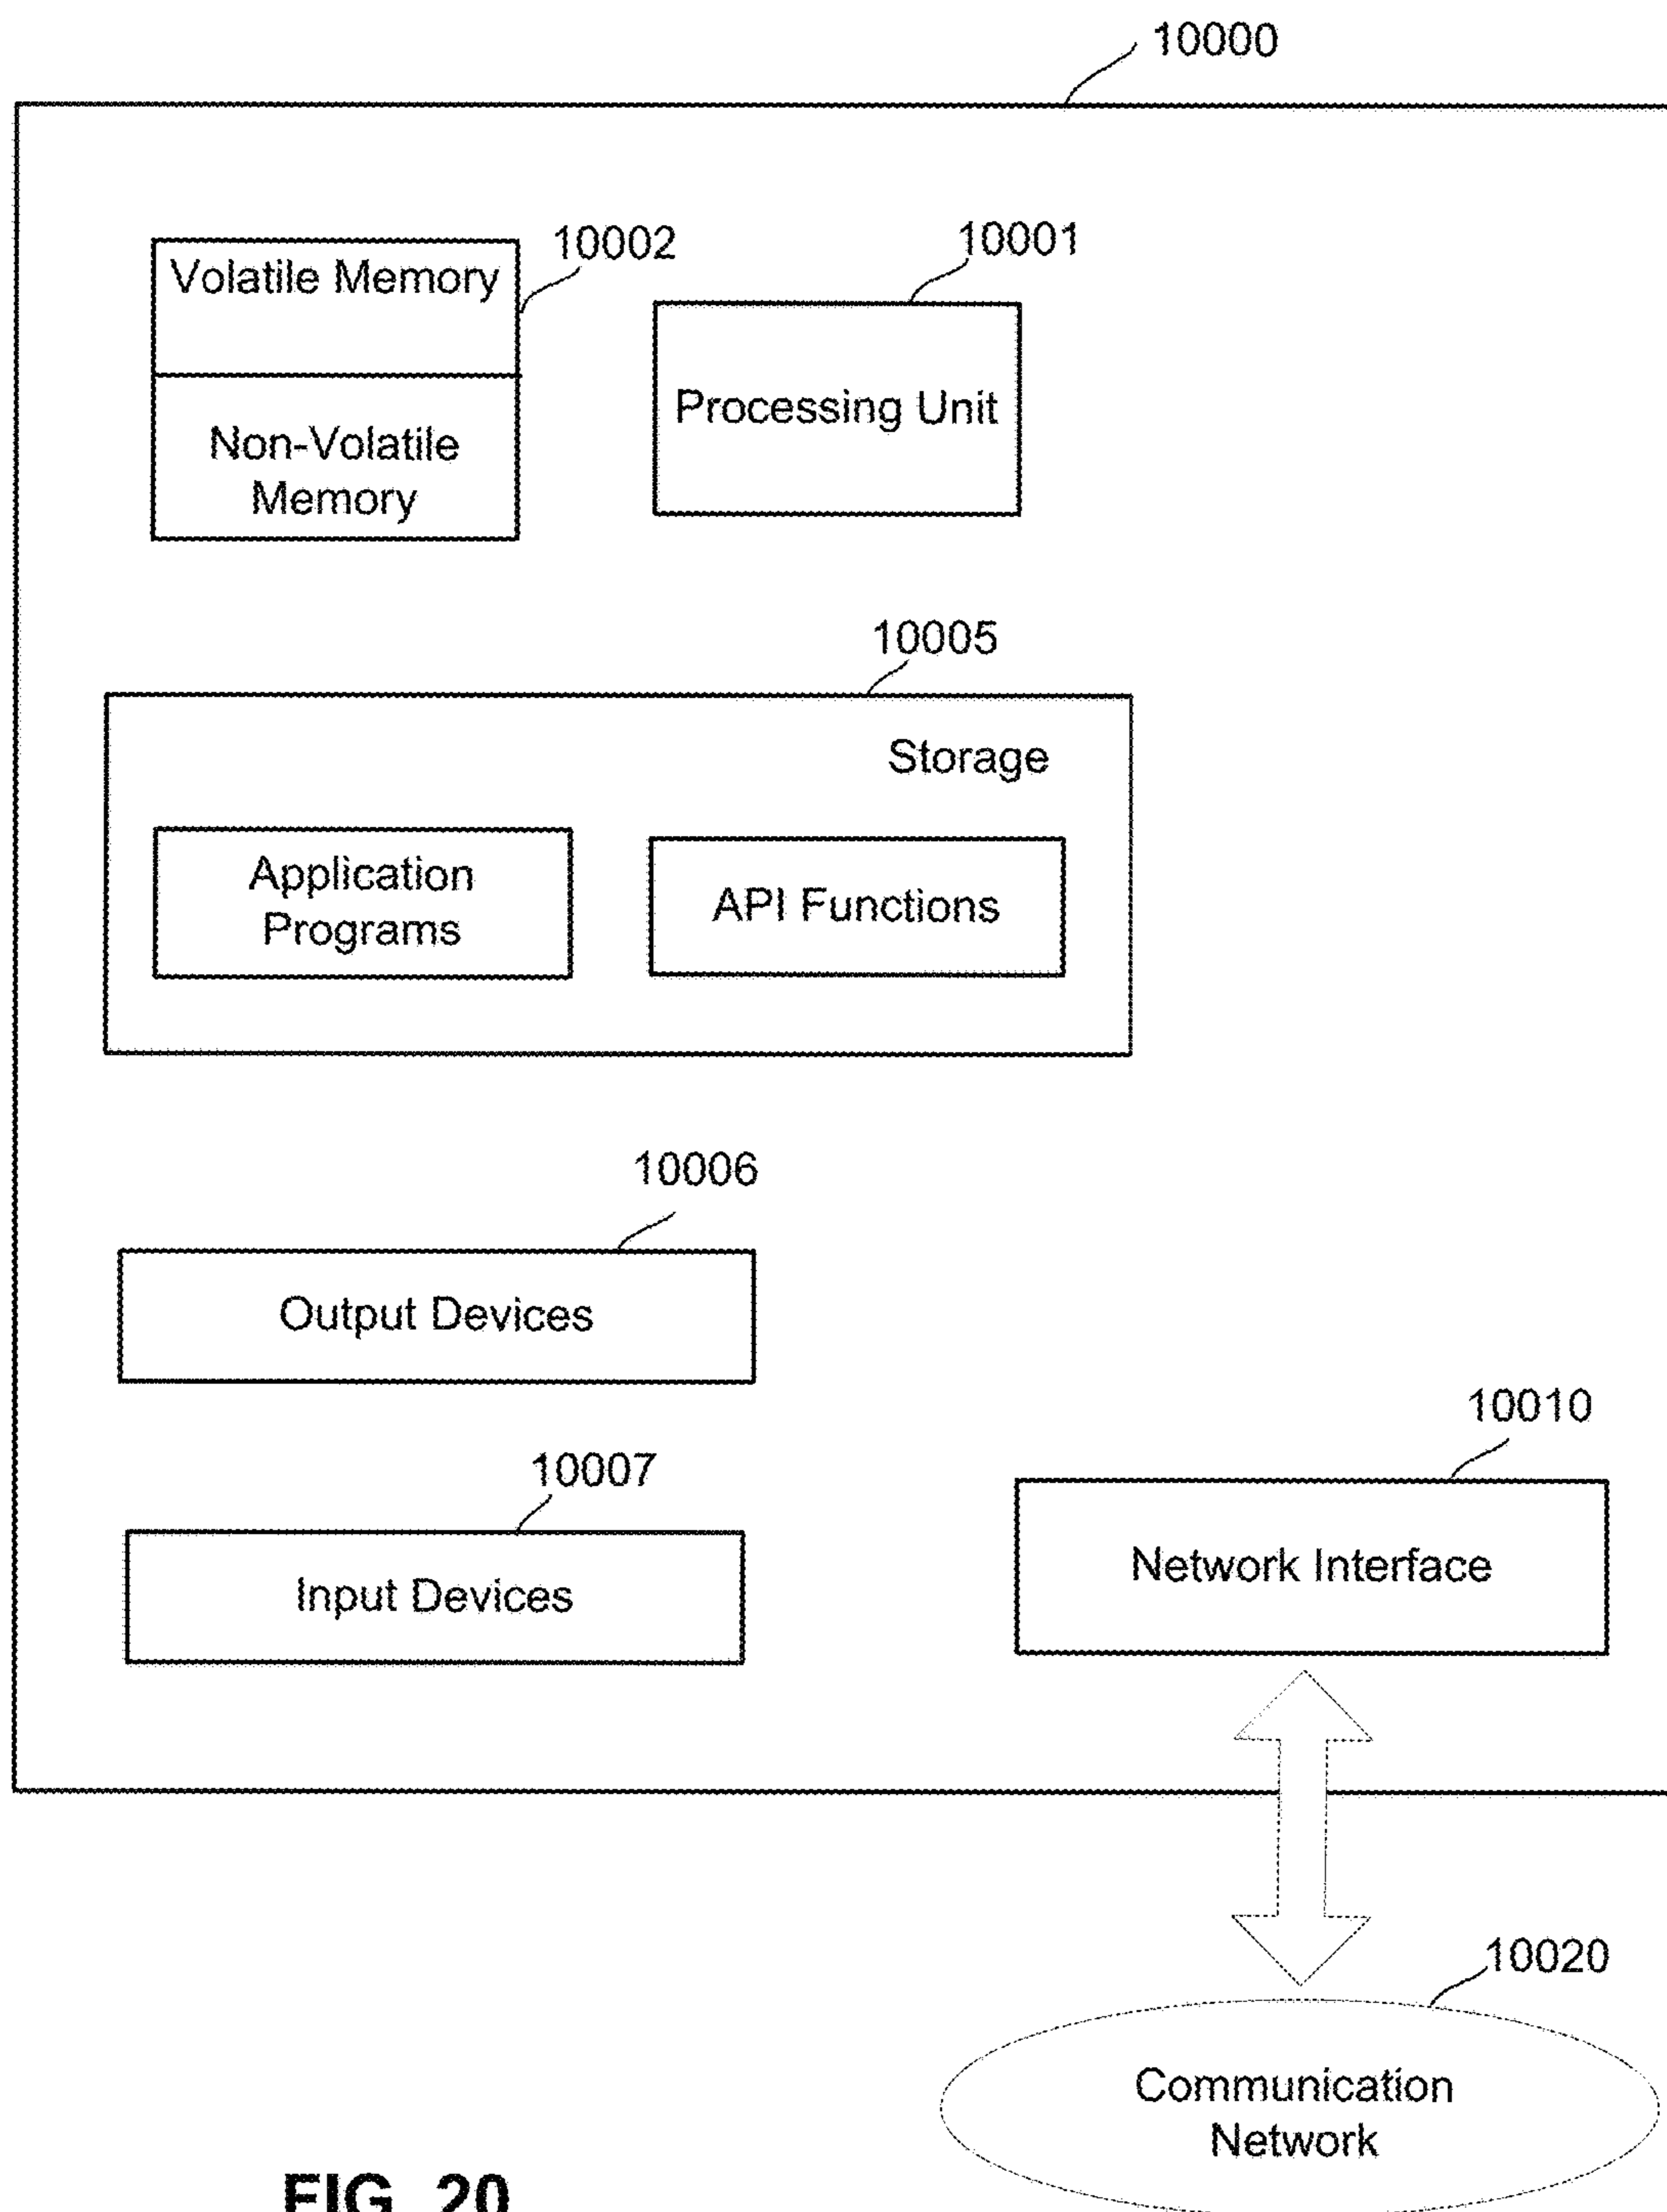 10000
10002
10001
Volatile Memory
Non-Volatile
Memory
Processing Unit
10005
Storage
Application
Programs
API Functions
10006
Output Devices
10010
10007
Input Devices
Network Interface
10020
Communication
Network
FIG. 20